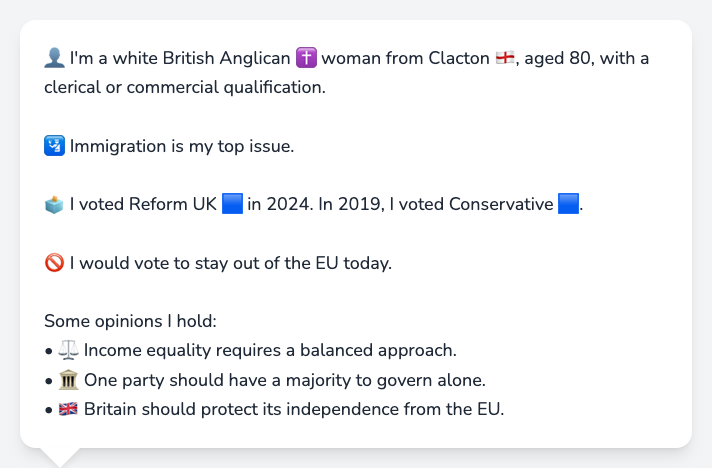 👤 I'm a white British Anglican ✝️ woman from Clacton 🏴󠁧󠁢󠁥󠁮󠁧󠁿, aged 80, with a
clerical or commercial qualification.
🛂 Immigration is my top issue.
🗳️ I voted Reform UK 🟦 in 2024. In 2019, I voted Conservative 🟦.
🚫 I would vote to stay out of the EU today.
Some opinions I hold:
• ⚖️ Income equality requires a balanced approach.
• 🏛️ One party should have a majority to govern alone.
• 🇬🇧 Britain should protect its independence from the EU.